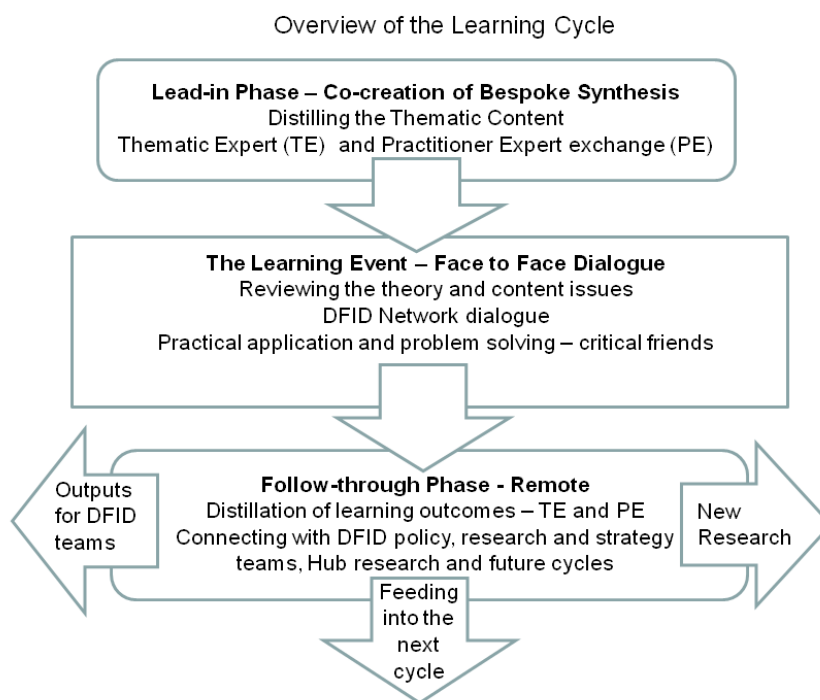 Overview of the Learning Cycle
Lead-in Phase – Co-creation of Bespoke Synthesis
Distilling the Thematic Content
Thematic Expert (TE) and Practitioner Expert exchange (PE)
The Learning Event – Face to Face Dialogue
Reviewing the theory and content issues
DFID Network dialogue
Practical application and problem solving – critical friends
Outputs
for DFID
teams
Follow-through Phase - Remote
Distillation of learning outcomes – TE and PE
Connecting with DFID policy, research and strategy
teams, Hub research and future cycles
New
Research
Feeding
into the
next
cycle